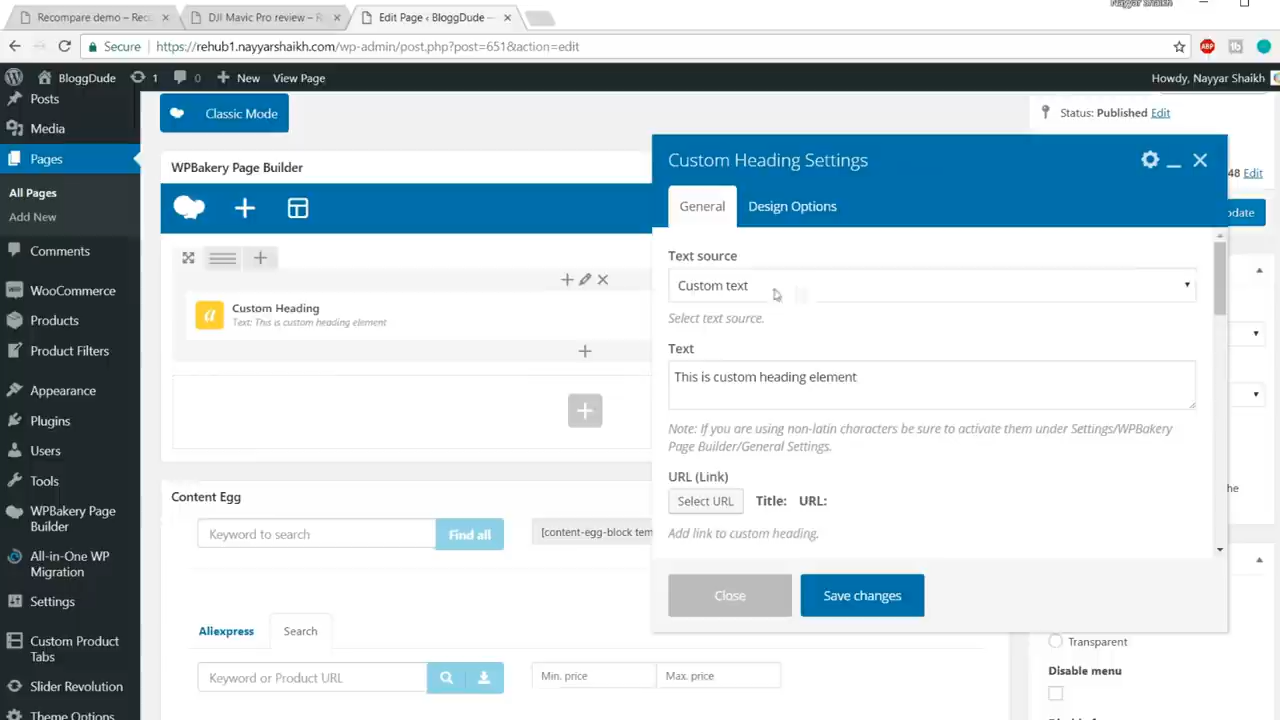 Nayyar Shaikh
Recompare demo – Rec
DJI Mavic Pro review – R
Edit Page ‹ BloggDude —
Secure
https://rehub1.nayyarshaikh.com/wp-admin/post.php?post=651&action=edit
ABP
BloggDude
1
0
New
View Page
Howdy, Nayyar Shaikh
Posts
Media
Pages
All Pages
Add New
Comments
WooCommerce
Products
Product Filters
Appearance
Plugins
Users
Tools
WPBakery Page
Builder
All-in-One WP
Migration
Settings
Custom Product
Tabs
Slider Revolution
Theme Options
Classic Mode
WPBakery Page Builder
Custom Heading
Text: This is custom heading element
Content Egg
Keyword to search
Find all
[content-egg-block tem
Aliexpress
Search
Keyword or Product URL
Min. price
Max. price
Status: Published Edit
48 Edit
date
he
Transparent
Disable menu
Custom Heading Settings
General
Design Options
Text source
Custom text
Select text source.
Text
This is custom heading element
Note: If you are using non-latin characters be sure to activate them under Settings/WPBakery
Page Builder/General Settings.
URL (Link)
Select URL
Title: URL:
Add link to custom heading.
Close
Save changes